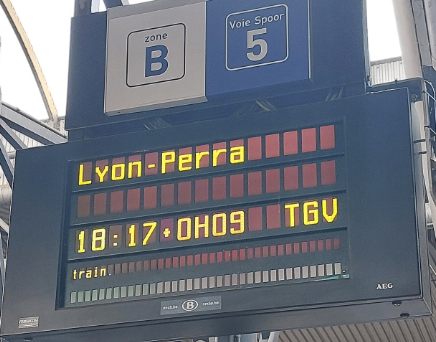 zone
B
Voie Spoor
5
Lyon-Perra
18:17+0H09 TGV
train.
B
AEG